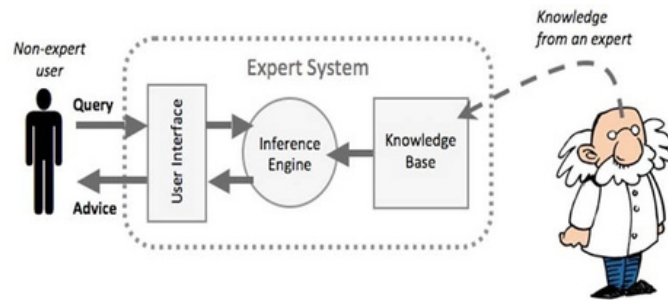 Non-expert
user
Knowledge
from an expert
Expert System
Query
User Interface
Inference
Engine
Knowledge
Base
Advice